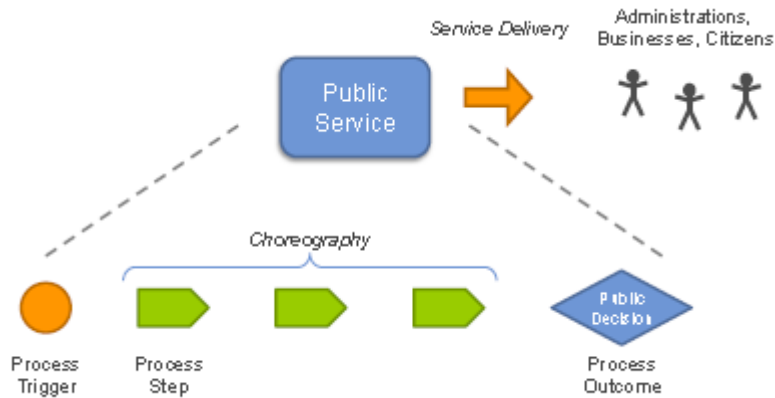 Administrations,
Service Delivery
Businesses, Citizens
Public
Service
Choreography
Public
Decision
Process
Trigger
Process
Step
Process
Outcome